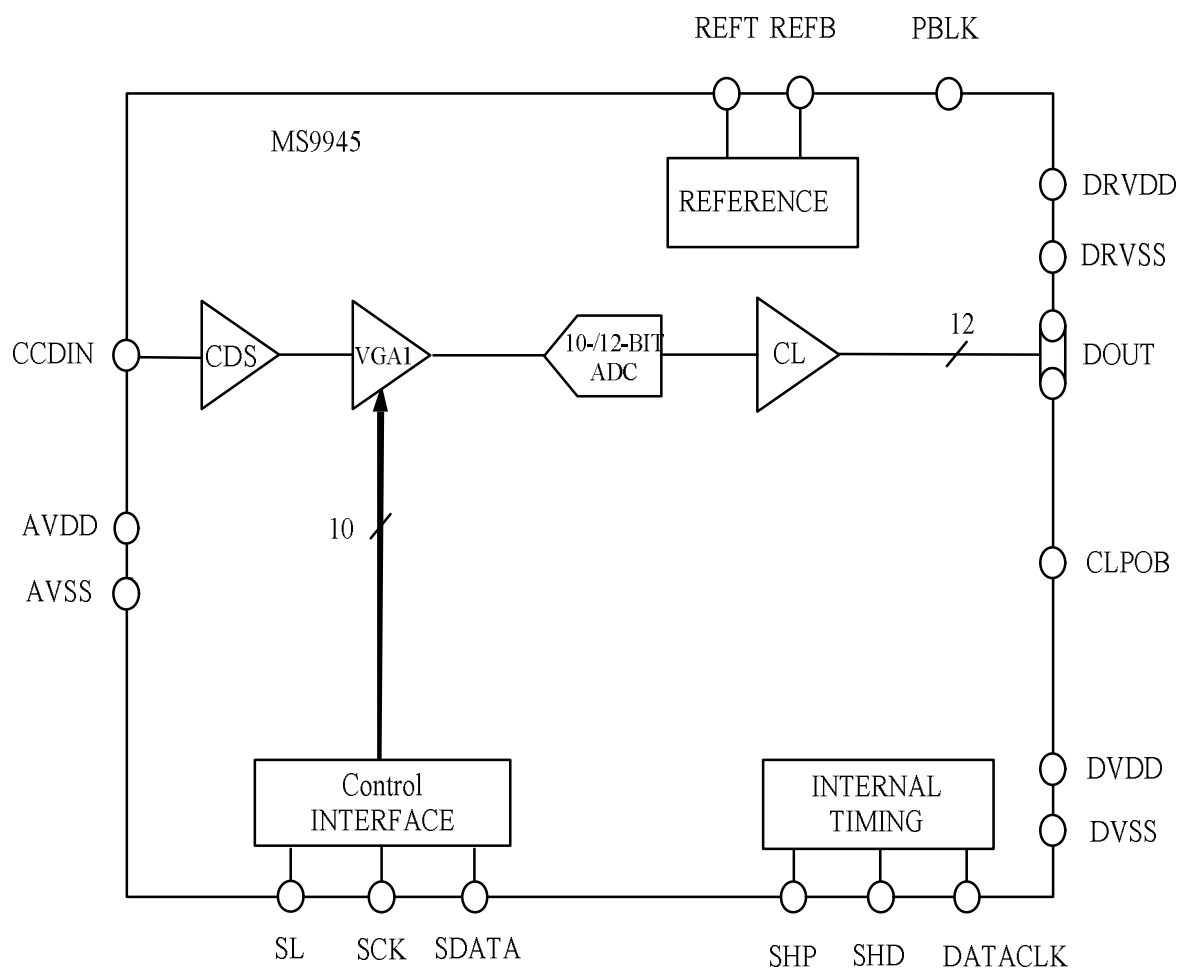 REFT REFB PBLK
MS9945
REFERENCE
DRVDD
DRVSS
CCDIN
CDS
VGA1
10-/12-BIT
ADC
CL
12
DOUT
10
AVDD
AVSS
CLPOB
Control
INTERFACE
INTERNAL
TIMING
DVDD
DVSS
SL SCK SDATA SHP SHD DATACLK